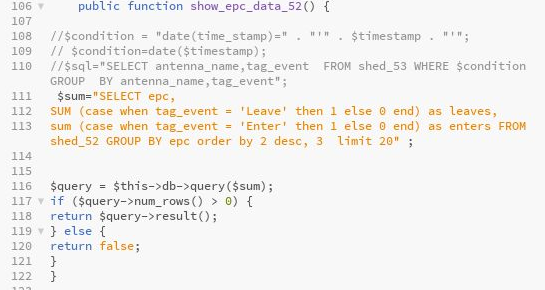 106 public function show_epc_data_52() {
107
108 //$condition = "date(time_stamp)=" . "'" . $timestamp . "'";
109 // $condition=date($timestamp);
110 //$sql="SELECT antenna_name,tag_event  FROM shed_53 WHERE $condition
GROUP  BY antenna_name,tag_event";
111 $sum="SELECT epc,
112 SUM (case when tag_event = 'Leave' then 1 else 0 end) as leaves,
113 sum (case when tag_event = 'Enter' then 1 else 0 end) as enters FROM
shed_52 GROUP BY epc order by 2 desc, 3  limit 20" ;
114
115
116 $query = $this->db->query($sum);
117 if ($query->num_rows() > 0) {
118 return $query->result();
119 } else {
120 return false;
121 }
122 }